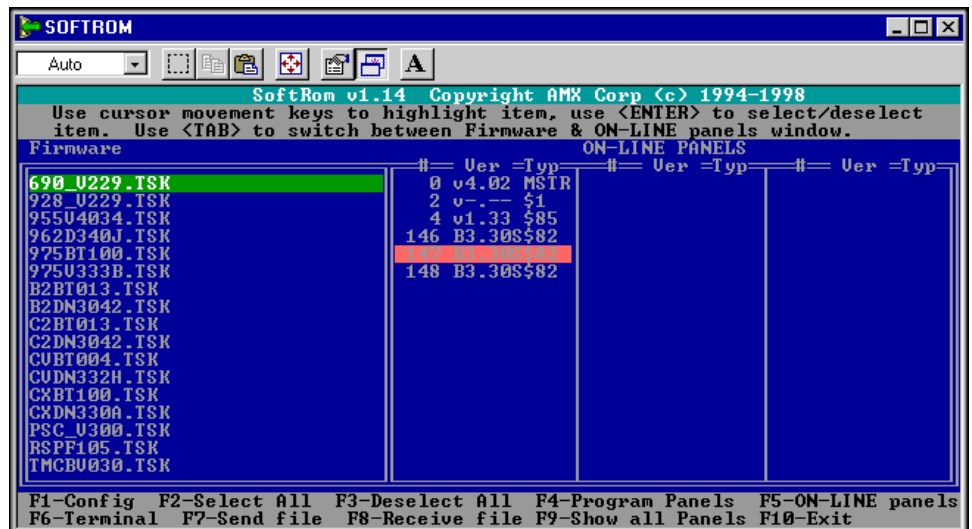 SOFTROM
Auto
A
SoftRom v1.14 Copyright AMX Corp (c) 1994-1998
Use cursor movement keys to highlight item, use <ENTER> to select/deselect
item. Use <TAB> to switch between Firmware & ON-LINE panels window.
Firmware ON-LINE PANELS
#== Ver =Typ #== Ver =Typ #== Ver =Typ
690_V229.TSK 0 v4.02 MSTR
928_V229.TSK 2 v-.-- $1
955V4034.TSK 4 v1.33 $85
962D340J.TSK 146 B3.30S$82
975BT100.TSK 147 B3.30S$82
975V333B.TSK 148 B3.30S$82
B2BT013.TSK
B2DN3042.TSK
C2BT013.TSK
C2DN3042.TSK
CVBT004.TSK
CVDN332H.TSK
CXBT100.TSK
CXDN330A.TSK
PSC_V300.TSK
RSPF105.TSK
TMCBV030.TSK
F1-Config F2-Select All F3-Deselect All F4-Program Panels F5-ON-LINE panels
F6-Terminal F7-Send file F8-Receive file F9-Show all Panels F10-Exit